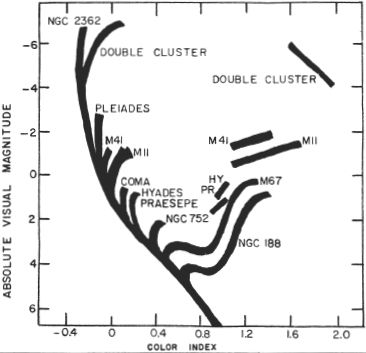 NGC 2362
DOUBLE CLUSTER
DOUBLE CLUSTER
PLEIADES
M41
M11
M41
M11
COMA
HYADES
PRAESEPE
NGC 752
HY
PR
M67
NGC 188
ABSOLUTE VISUAL MAGNITUDE
-6
-4
-2
0
2
4
6
-0.4
0
0.4
0.8
1.2
1.6
2.0
COLOR INDEX